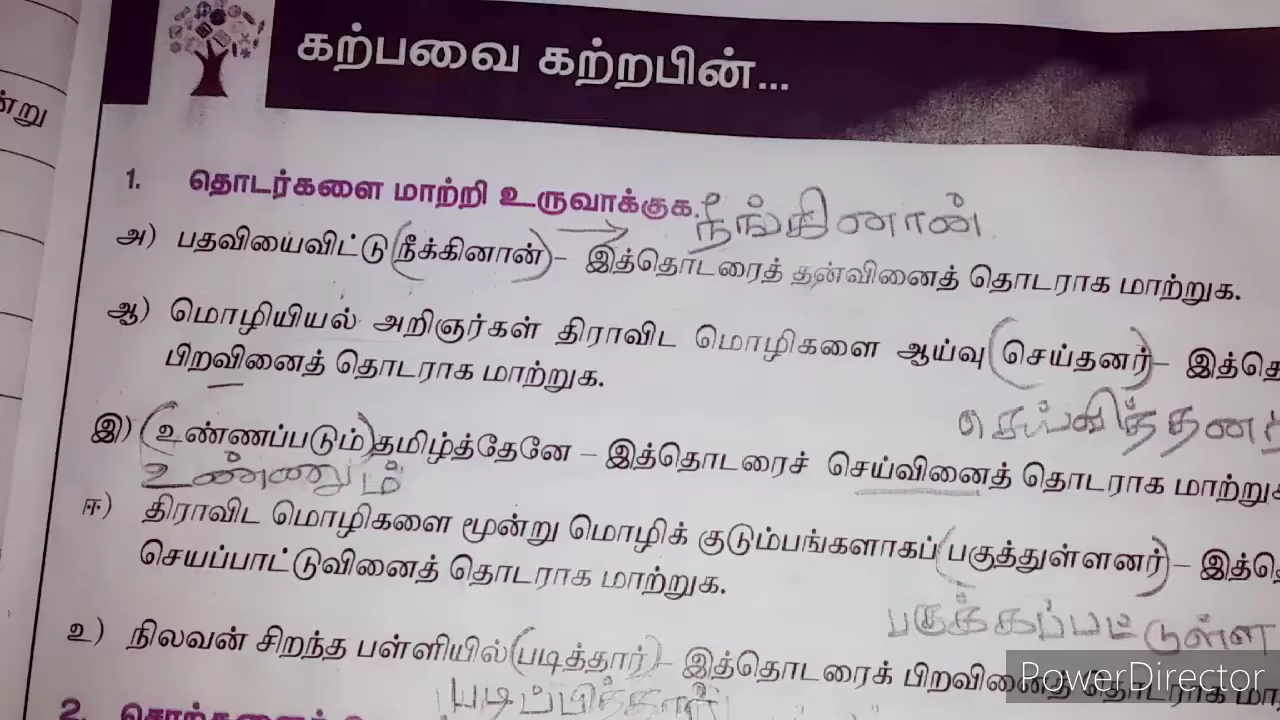 ன்று
கற்பவை கற்றபின்...
1. தொடர்களை மாற்றி உருவாக்குக. நீங்கினான்
அ) பதவியைவிட்டு (நீக்கினான்) – இத்தொடரைத் தன்வினைத் தொடராக மாற்றுக.
ஆ) மொழியியல் அறிஞர்கள் திராவிட மொழிகளை ஆய்வு (செய்தனர்) – இத்தெ
பிறவினைத் தொடராக மாற்றுக.
செய்வித்தனர்
இ) (உண்ணப்படும்) தமிழ்த்தேனே – இத்தொடரைச் செய்வினைத் தொடராக மாற்றுக
உண்ணும்
ஈ) திராவிட மொழிகளை மூன்று மொழிக் குடும்பங்களாகப் (பகுத்துள்ளனர்) – இத்தெ
செயப்பாட்டுவினைத் தொடராக மாற்றுக.
பகுக்கப்பட்டுள்ள
உ) நிலவன் சிறந்த பள்ளியில் (படித்தார்) – இத்தொடரைப் பிறவினைத் தொடராக மா
படிப்பித்தார்
PowerDirector
2.